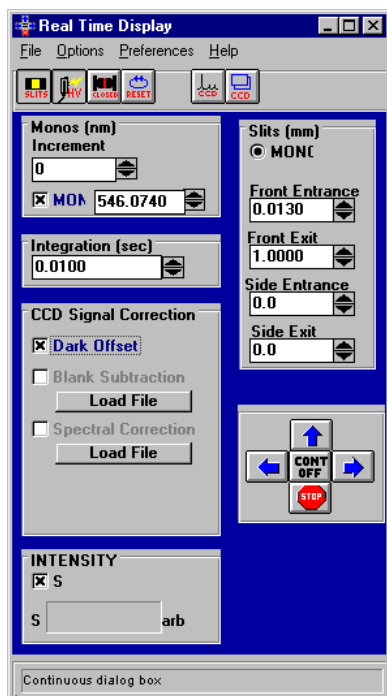 Real Time Display
File Options Preferences Help
SLITS HV CLOSED RESET CCD CCD
Monos (nm)
Increment
0
MON 546.0740
Integration (sec)
0.0100
CCD Signal Correction
Dark Offset
Blank Subtraction
Load File
Spectral Correction
Load File
INTENSITY
S
S arb
Slits (mm)
MONO
Front Entrance
0.0130
Front Exit
1.0000
Side Entrance
0.0
Side Exit
0.0
CONT
OFF
STOP
Continuous dialog box